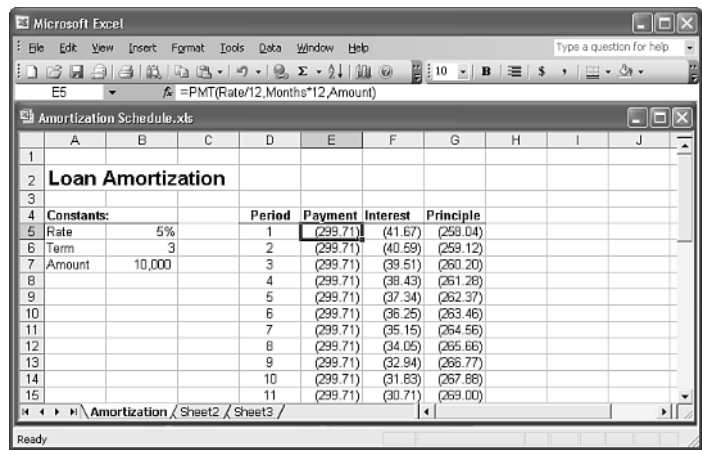 Microsoft Excel
File Edit View Insert Format Tools Data Window Help Type a question for help
Σ 10 B $ ,
E5 fx =PMT(Rate/12,Months*12,Amount)
Amortization Schedule.xls
A B C D E F G H I J
1
2 Loan Amortization
3
4 Constants: Period Payment Interest Principle
5 Rate 5% 1 (299.71) (41.67) (258.04)
6 Term 3 2 (299.71) (40.59) (259.12)
7 Amount 10,000 3 (299.71) (39.51) (260.20)
8 4 (299.71) (38.43) (261.28)
9 5 (299.71) (37.34) (262.37)
10 6 (299.71) (36.25) (263.46)
11 7 (299.71) (35.15) (264.56)
12 8 (299.71) (34.05) (265.66)
13 9 (299.71) (32.94) (266.77)
14 10 (299.71) (31.83) (267.88)
15 11 (299.71) (30.71) (269.00)
Amortization Sheet2 Sheet3
Ready